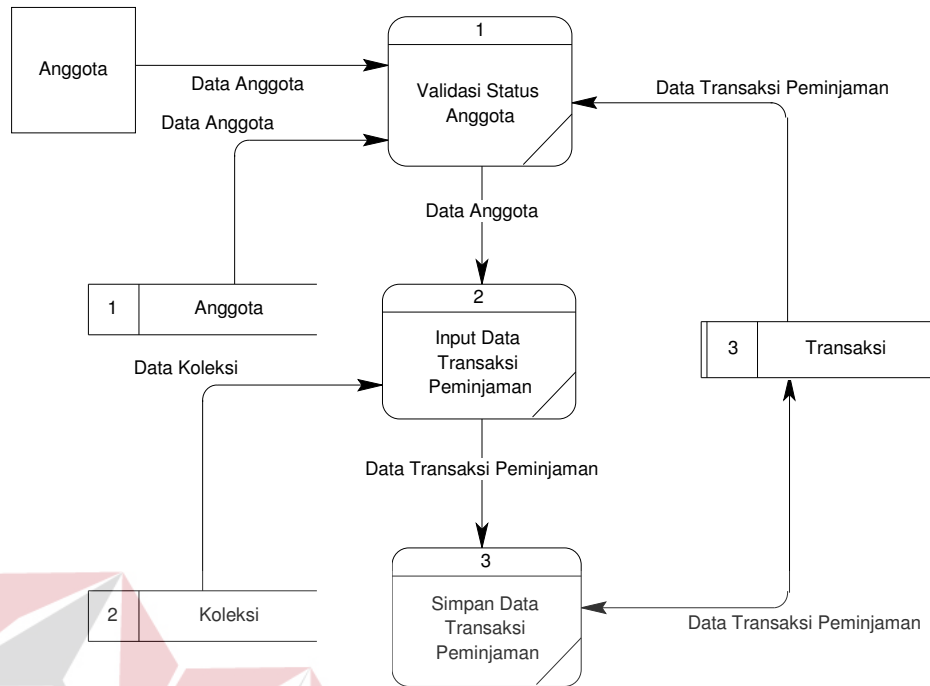 1
Anggota
Validasi Status
Anggota
Data Anggota
Data Transaksi Peminjaman
Data Anggota
Data Anggota
2
1
Anggota
Input Data
Transaksi
Peminjaman
3
Transaksi
Data Koleksi
Data Transaksi Peminjaman
3
2
Koleksi
Simpan Data
Transaksi
Peminjaman
Data Transaksi Peminjaman